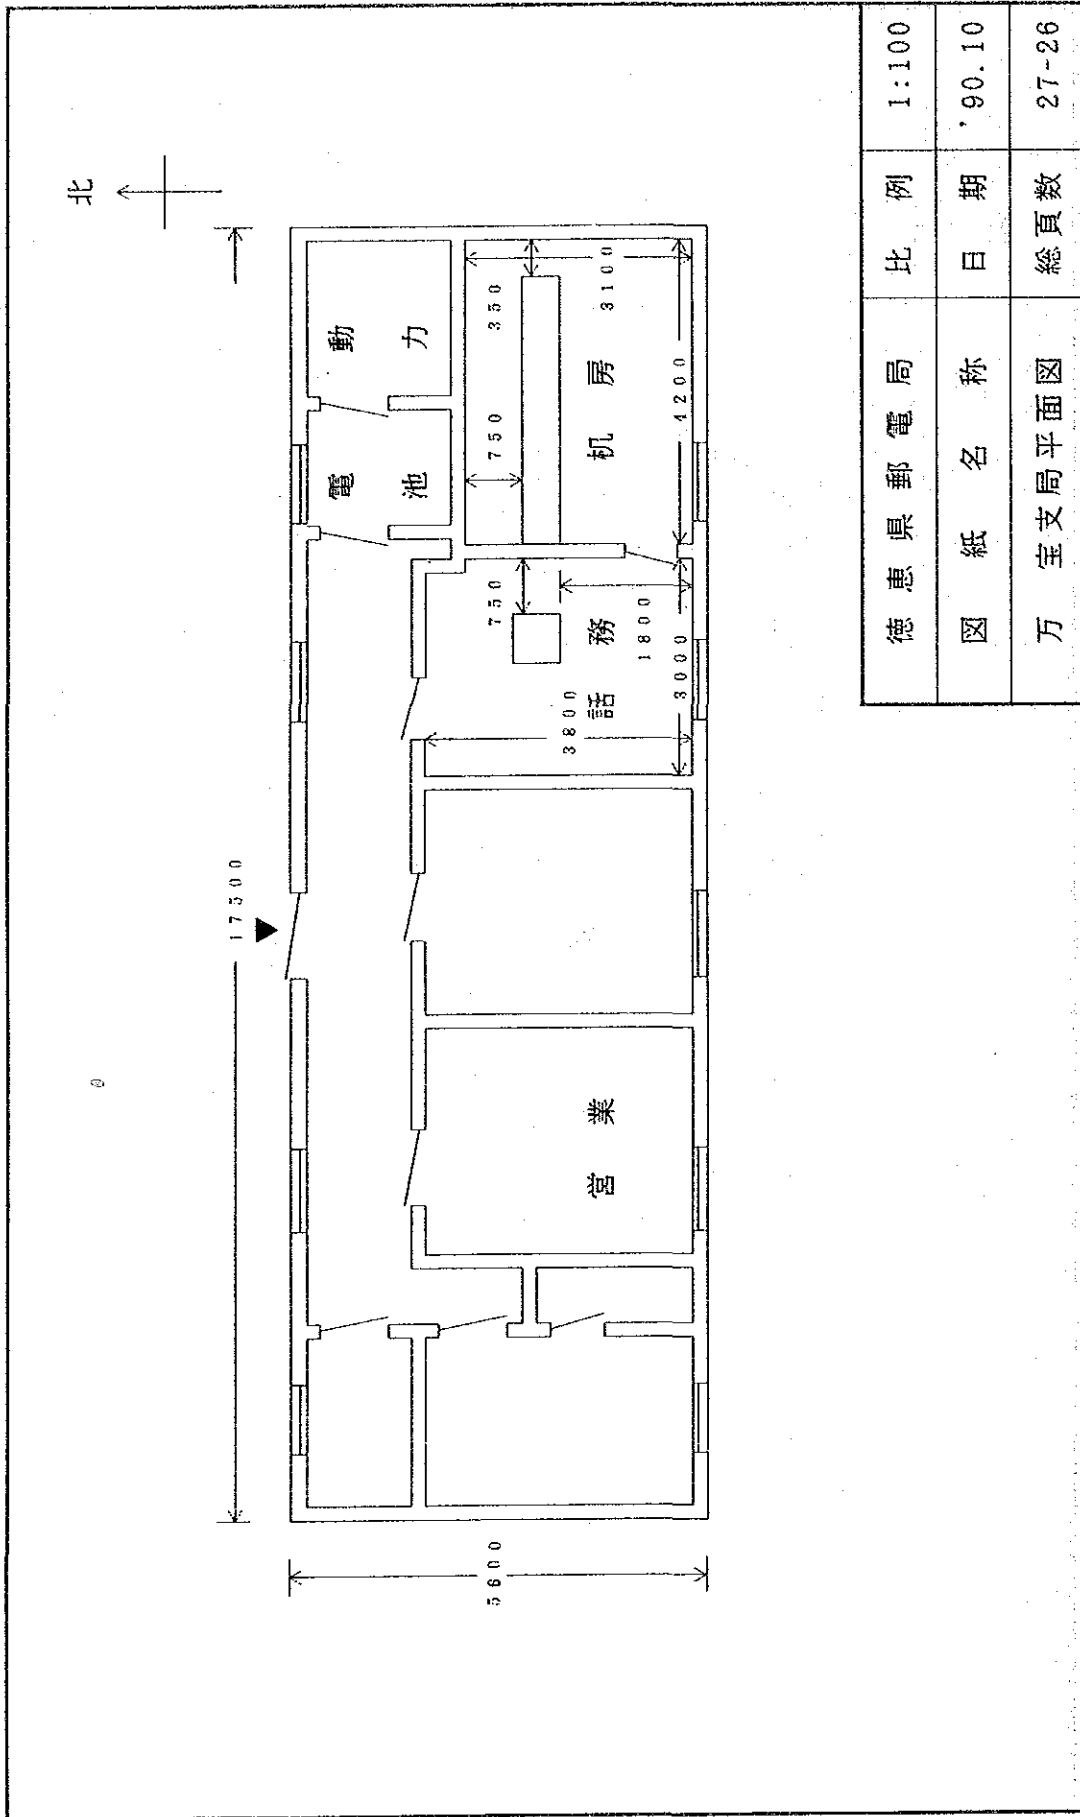 北
17500
5600
動力
電池
350
750
3100
机房
4200
750
1800
話務
3800
3000
営業
徳恵県郵電局 比例 1:100
図紙名称 日期 '90.10
万宝支局平面図 総頁数 27-26